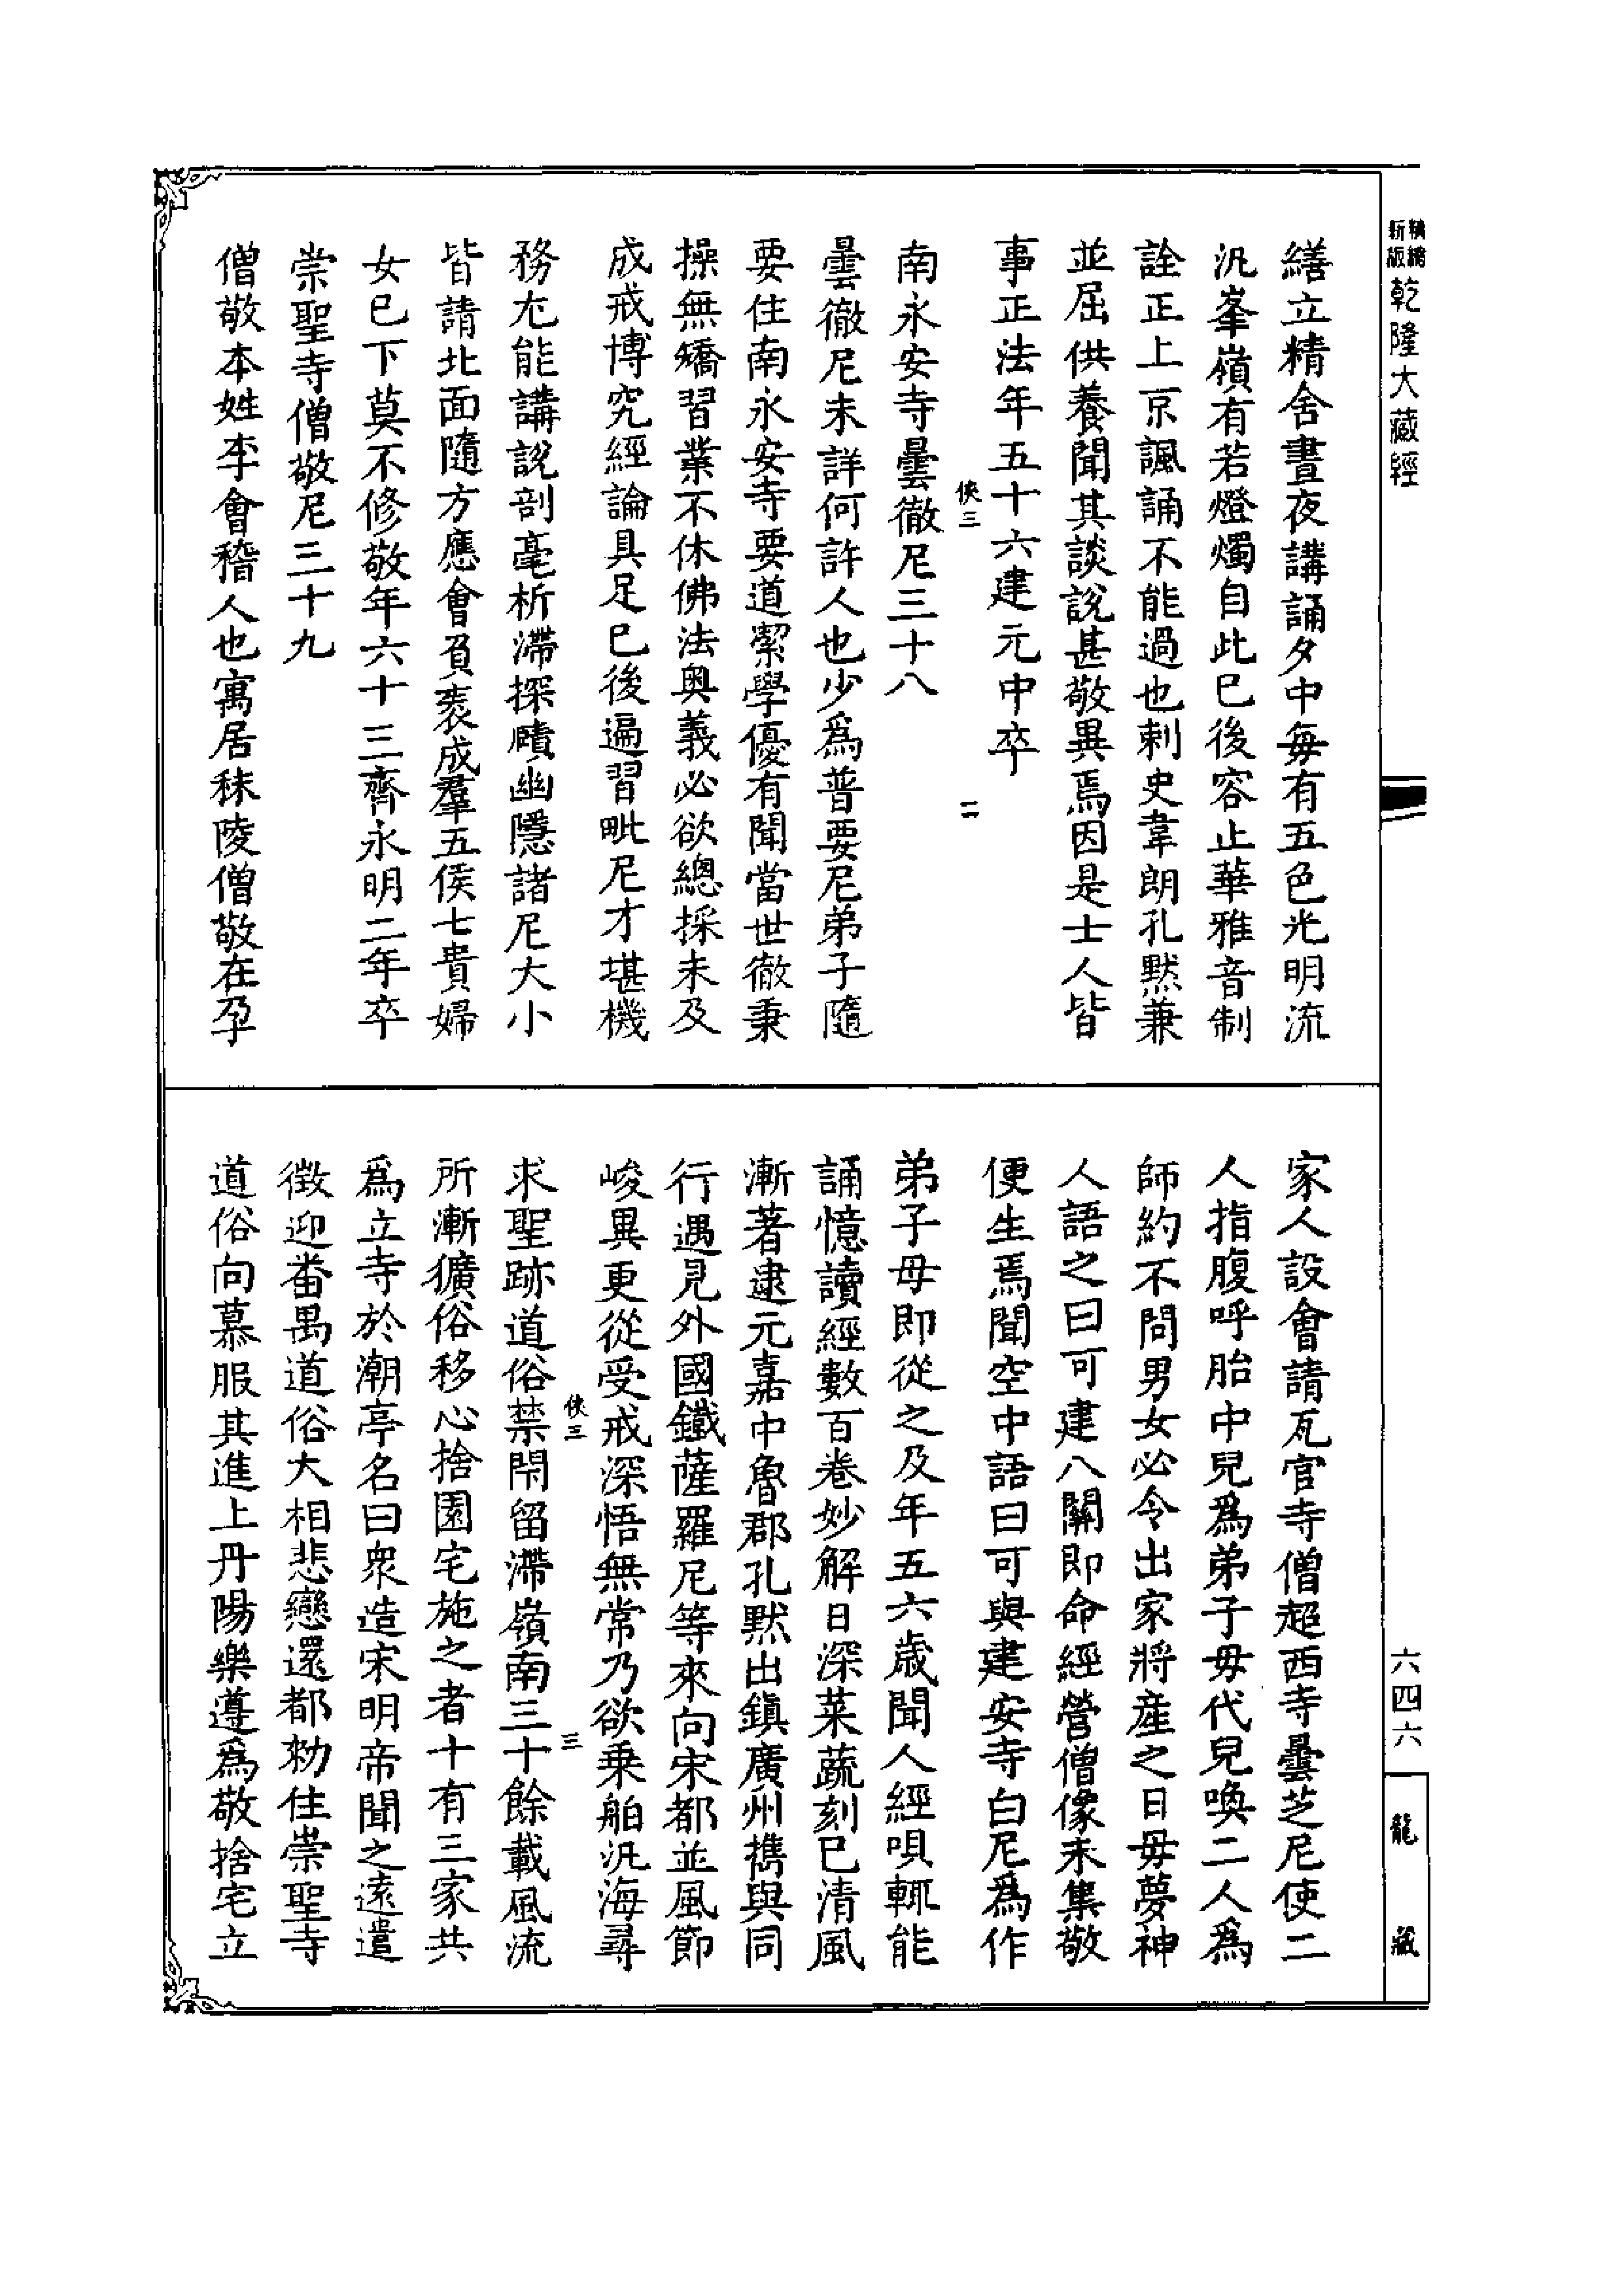 精繕
新版
乾隆大藏經
繕立精舍晝夜講誦夕中每有五色光明流
汎峯嶺有若燈燭自此已後容止華雅音制
詮正上京諷誦不能過也刺史韋朗孔默兼
並屈供養聞其談說甚敬異焉因是士人皆
事正法年五十六建元中卒
俠三
二
南永安寺曇徹尼三十八
曇徹尼未詳何許人也少爲普要尼弟子隨
要住南永安寺要道潔學優有聞當世徹秉
操無矯習業不休佛法奧義必欲總採未及
成戒博究經論具足已後遍習毗尼才堪機
務尤能講說剖毫析滯探賾幽隱諸尼大小
皆請北面隨方應會負袠成羣五侯七貴婦
女已下莫不修敬年六十三齊永明二年卒
崇聖寺僧敬尼三十九
僧敬本姓李會稽人也寓居秣陵僧敬在孕
家人設會請瓦官寺僧超西寺曇芝尼使二
人指腹呼胎中兒爲弟子毋代兒喚二人爲
師約不問男女必令出家將產之日毋夢神
人語之曰可建八關即命經營僧像未集敬
便生焉聞空中語曰可與建安寺白尼爲作
弟子母即從之及年五六歲聞人經唄輒能
誦憶讀經數百卷妙解日深菜蔬刻已清風
漸著逮元嘉中魯郡孔默出鎮廣州攜與同
行遇見外國鐵薩羅尼等來向宋都並風節
峻異更從受戒深悟無常乃欲乗舶汎海尋
俠三
三
求聖跡道俗禁閇留滯嶺南三十餘載風流
所漸獷俗移心捨園宅施之者十有三家共
爲立寺於潮亭名曰衆造宋明帝聞之遠遣
徵迎畨禺道俗大相悲戀還都勑住崇聖寺
道俗向慕服其進上丹陽樂遵爲敬捨宅立
六四六
龍藏